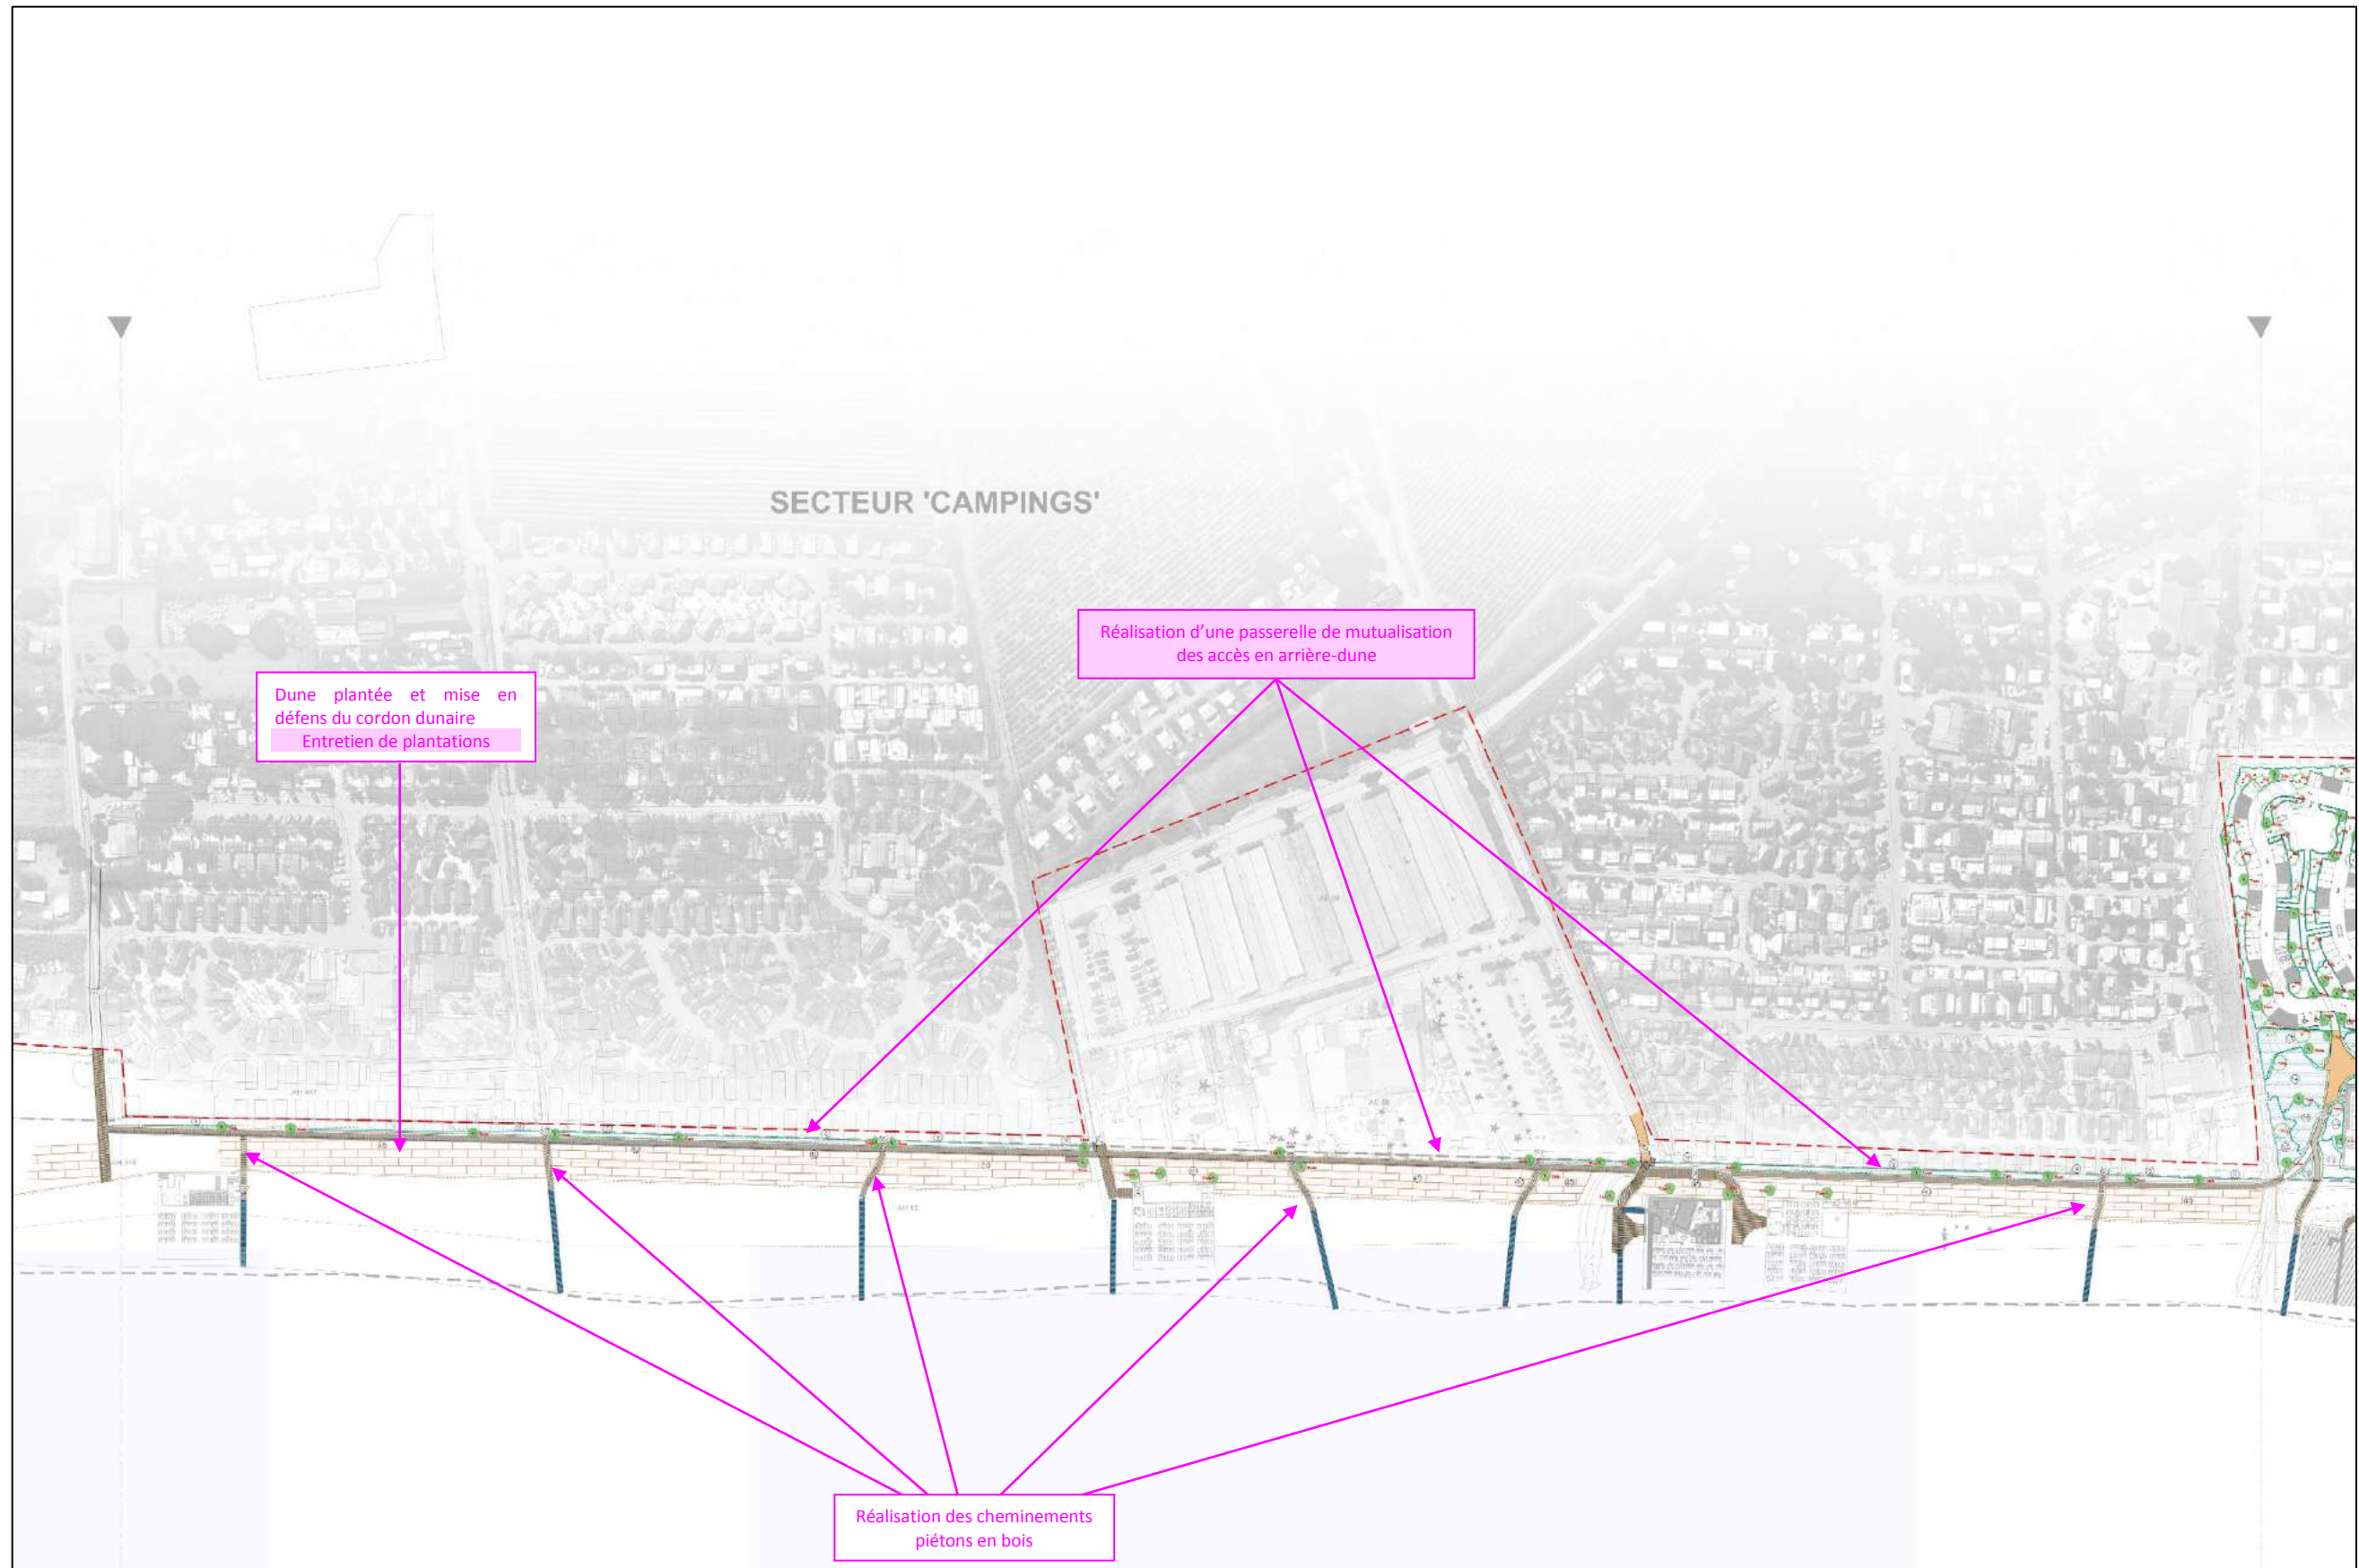 SECTEUR 'CAMPINGS'
Réalisation d'une passerelle de mutualisation
des accès en arrière-dune
Dune plantée et mise en
défens du cordon dunaire
Entretien de plantations
Réalisation des cheminements
piétons en bois